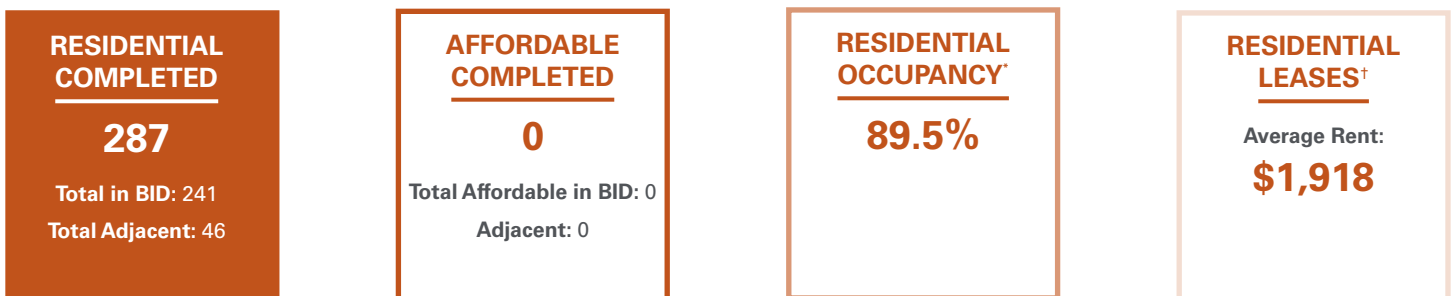 RESIDENTIAL
COMPLETED
287
Total in BID: 241
Total Adjacent: 46
AFFORDABLE
COMPLETED
0
Total Affordable in BID: 0
Adjacent: 0
RESIDENTIAL
OCCUPANCY*
89.5%
RESIDENTIAL
LEASES†
Average Rent:
$1,918